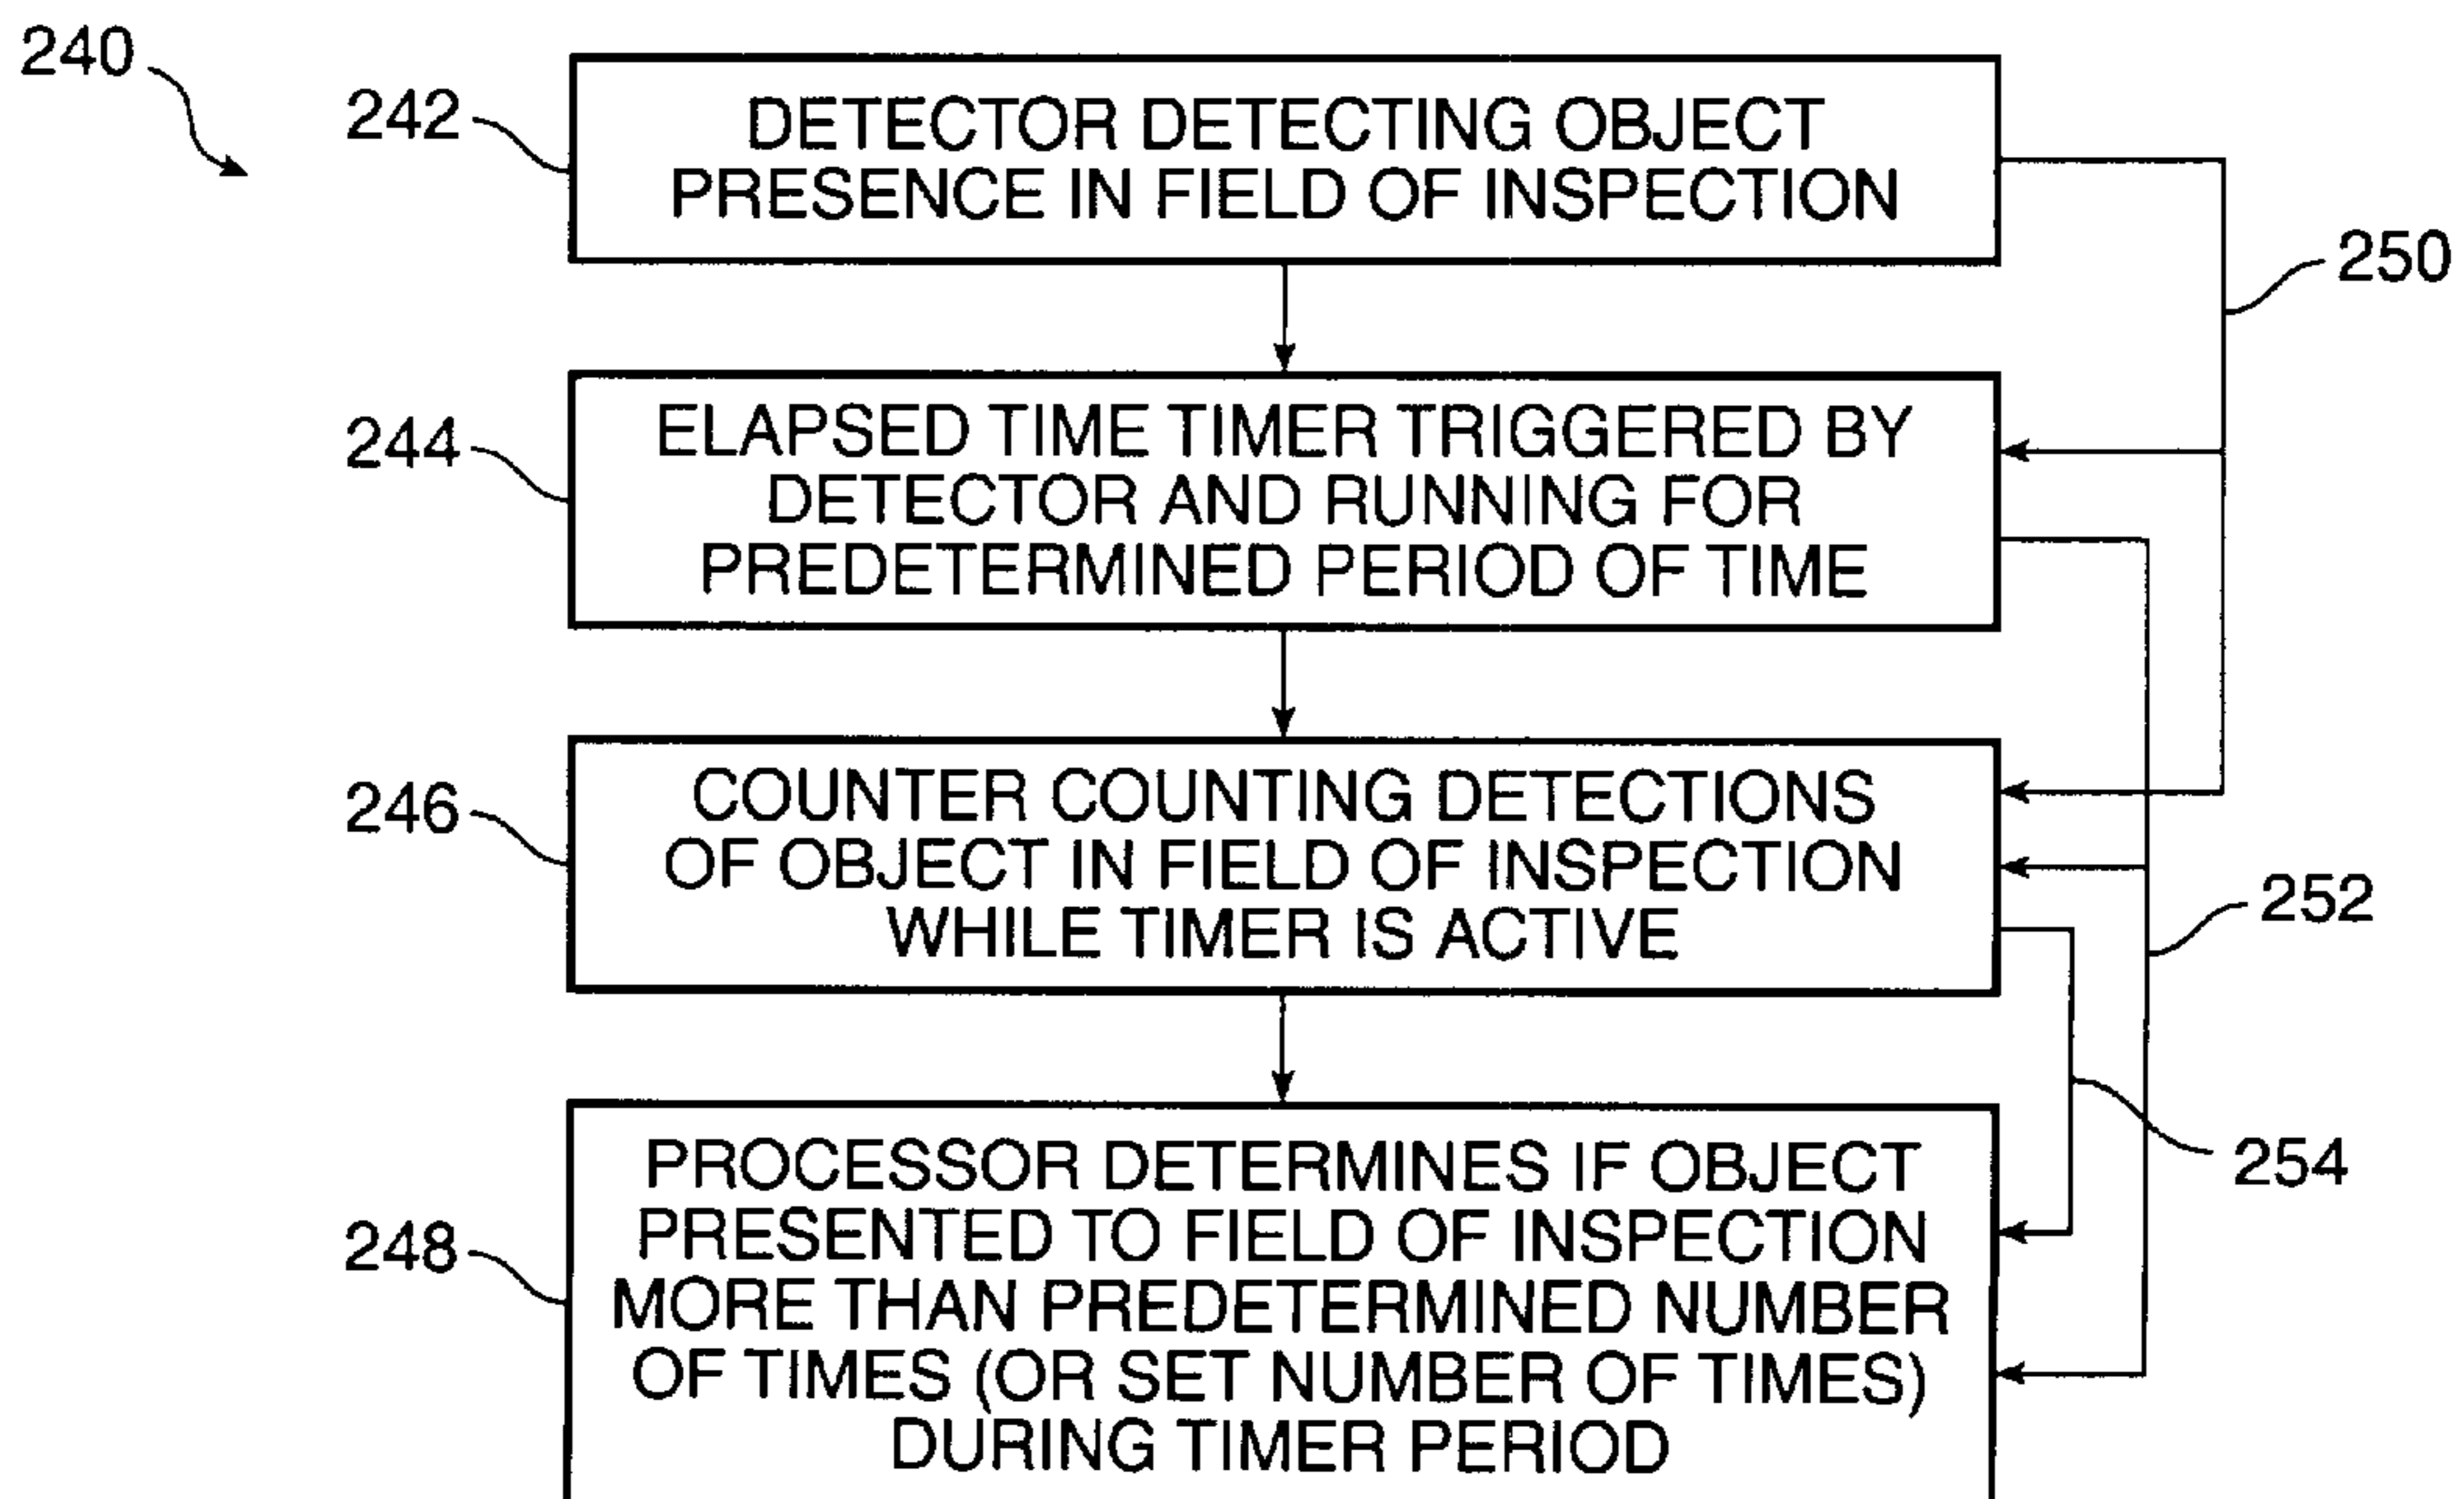 240
242
DETECTOR DETECTING OBJECT
PRESENCE IN FIELD OF INSPECTION
250
244
ELAPSED TIME TIMER TRIGGERED BY
DETECTOR AND RUNNING FOR
PREDETERMINED PERIOD OF TIME
246
COUNTER COUNTING DETECTIONS
OF OBJECT IN FIELD OF INSPECTION
WHILE TIMER IS ACTIVE
252
254
248
PROCESSOR DETERMINES IF OBJECT
PRESENTED TO FIELD OF INSPECTION
MORE THAN PREDETERMINED NUMBER
OF TIMES (OR SET NUMBER OF TIMES)
DURING TIMER PERIOD